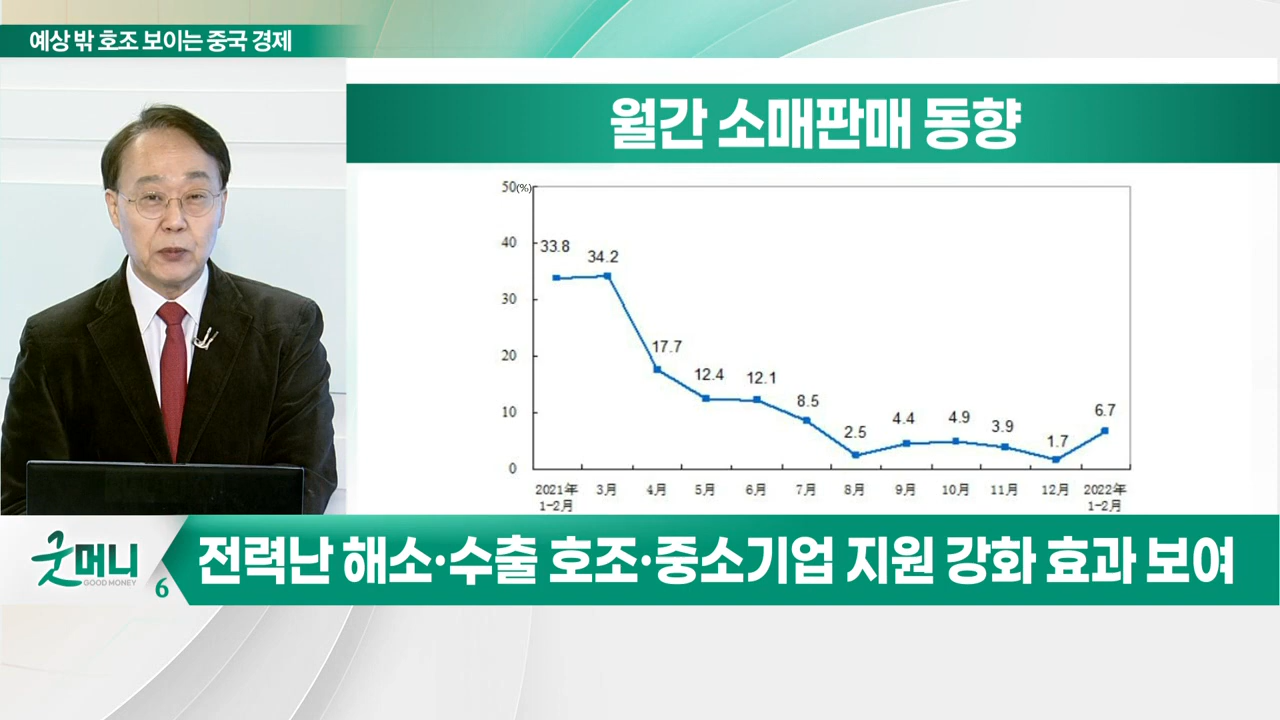 예상 밖 호조 보이는 중국 경제
월간 소매판매 동향
50(%)
40
30
20
10
0
33.8
34.2
17.7
12.4
12.1
8.5
2.5
4.4
4.9
3.9
1.7
6.7
2021年 3月 4月 5月 6月 7月 8月 9月 10月 11月 12月 2022年
1-2月 1-2月
굿머니
GOOD MONEY
6
전력난 해소·수출 호조·중소기업 지원 강화 효과 보여